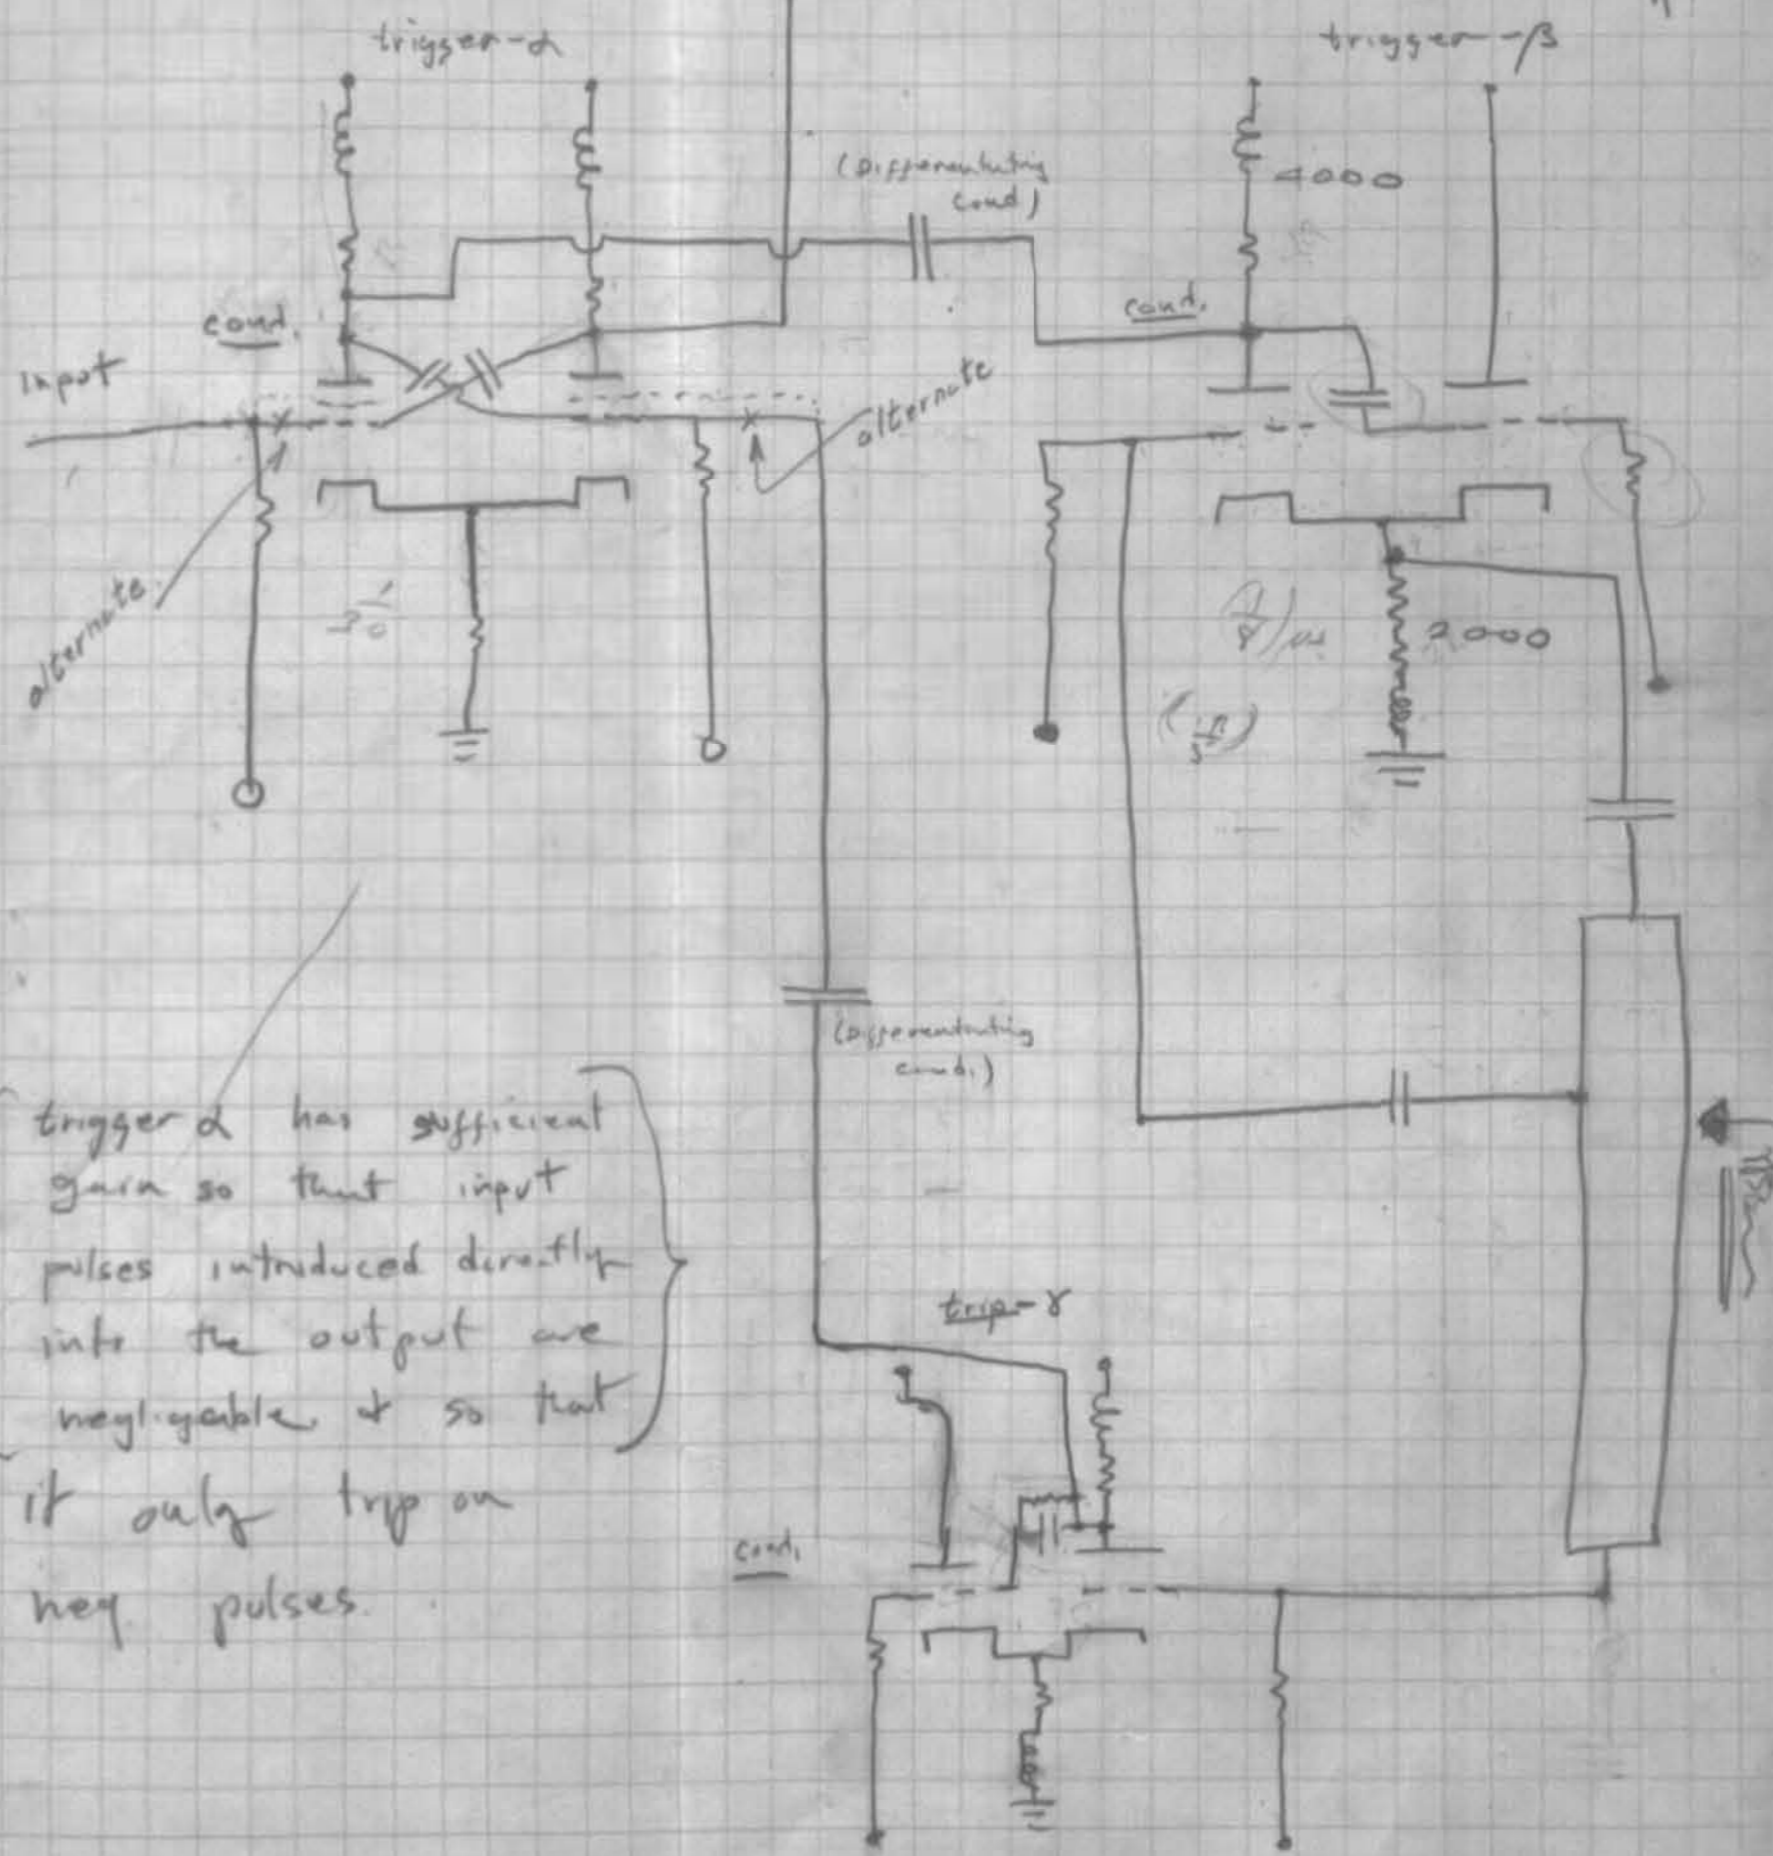 trigger-α
trigger-β
(Differentiating
cond)
4000
cond.
cond.
input
alternate
alternate
2000
(Differentiating
cond.)
trigger α has sufficient
gain so that input
pulses introduced directly
into the output are
negligeable & so that
it only trip on
neg pulses.
trip-γ
cond.